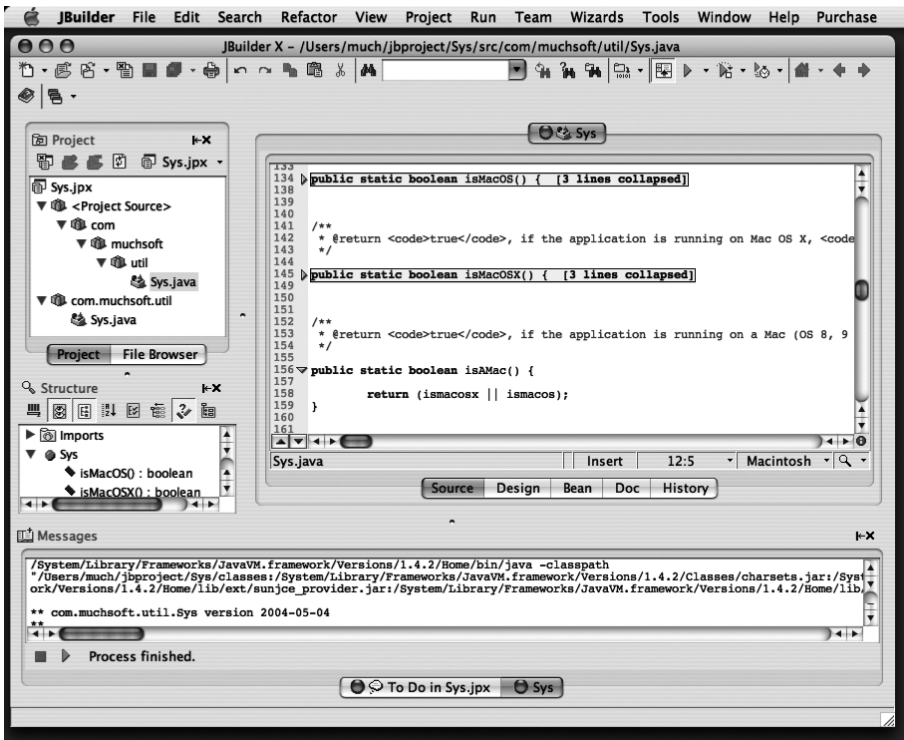 JBuilder File Edit Search Refactor View Project Run Team Wizards Tools Window Help Purchase
JBuilder X – /Users/much/jbproject/Sys/src/com/muchsoft/util/Sys.java
Project
Sys.jpx
Sys.jpx
<Project Source>
com
muchsoft
util
Sys.java
com.muchsoft.util
Sys.java
Project File Browser
Structure
Imports
Sys
isMacOS() : boolean
isMacOSX() : boolean
Sys
133
134 public static boolean isMacOS() { [3 lines collapsed]
138
139
140
141 /**
142 * @return <code>true</code>, if the application is running on Mac OS X, <code
143 */
144
145 public static boolean isMacOSX() { [3 lines collapsed]
149
150
151
152 /**
153 * @return <code>true</code>, if the application is running on a Mac (OS 8, 9
154 */
155
156 public static boolean isAMac() {
157
158 return (ismacosx || ismacos);
159 }
160
161
Sys.java Insert 12:5 Macintosh
Source Design Bean Doc History
Messages
/System/Library/Frameworks/JavaVM.framework/Versions/1.4.2/Home/bin/java -classpath
"/Users/much/jbproject/Sys/classes:/System/Library/Frameworks/JavaVM.framework/Versions/1.4.2/Classes/charsets.jar:/Syst
ork/Versions/1.4.2/Home/lib/ext/sunjce_provider.jar:/System/Library/Frameworks/JavaVM.framework/Versions/1.4.2/Home/lib/
** com.muchsoft.util.Sys version 2004-05-04
**
Process finished.
To Do in Sys.jpx Sys